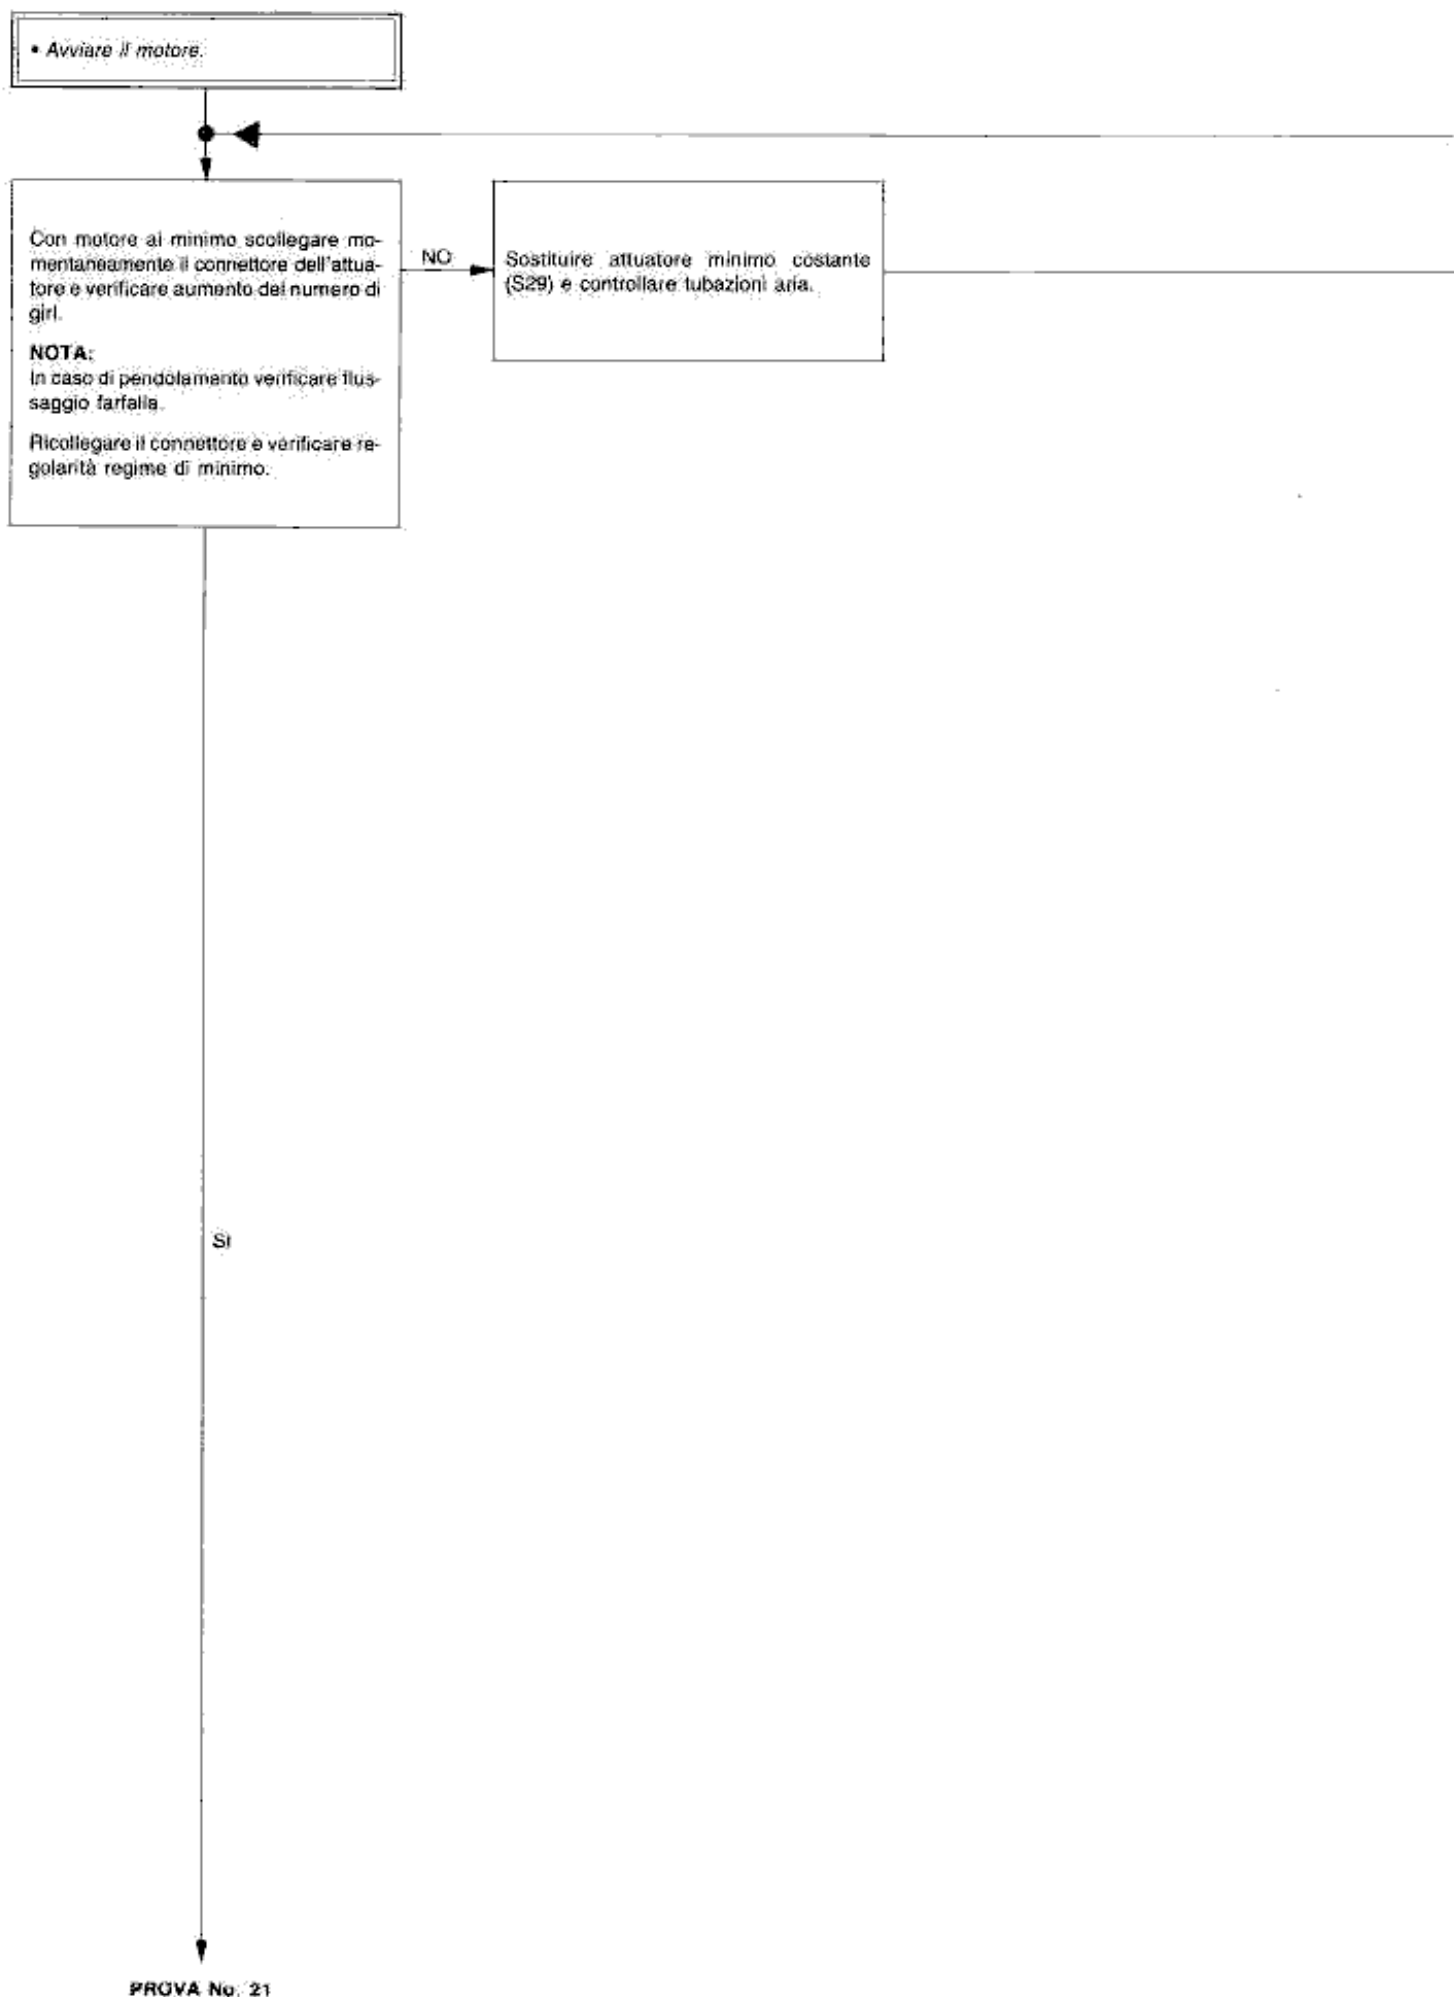 • Avviare il motore.
Con motore al minimo scollegare mo-
mentaneamente il connettore dell'attua-
tore e verificare aumento del numero di
giri.
NO
Sostituire attuatore minimo costante
(S29) e controllare tubazioni aria.
NOTA:
In caso di pendolamento verificare flus-
saggio farfalla.
Ricollegare il connettore e verificare re-
golarità regime di minimo.
SI
PROVA No. 21